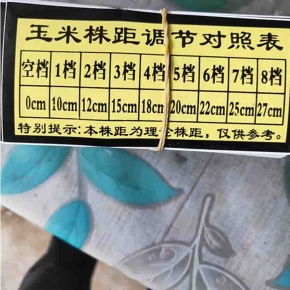 玉米株距调节对照表
空档 1档 2档 3档 4档 5档 6档 7档 8档
0cm 10cm 12cm 15cm 18cm 20cm 22cm 25cm 27cm
特别提示:本株距为理论株距，仅供参考。